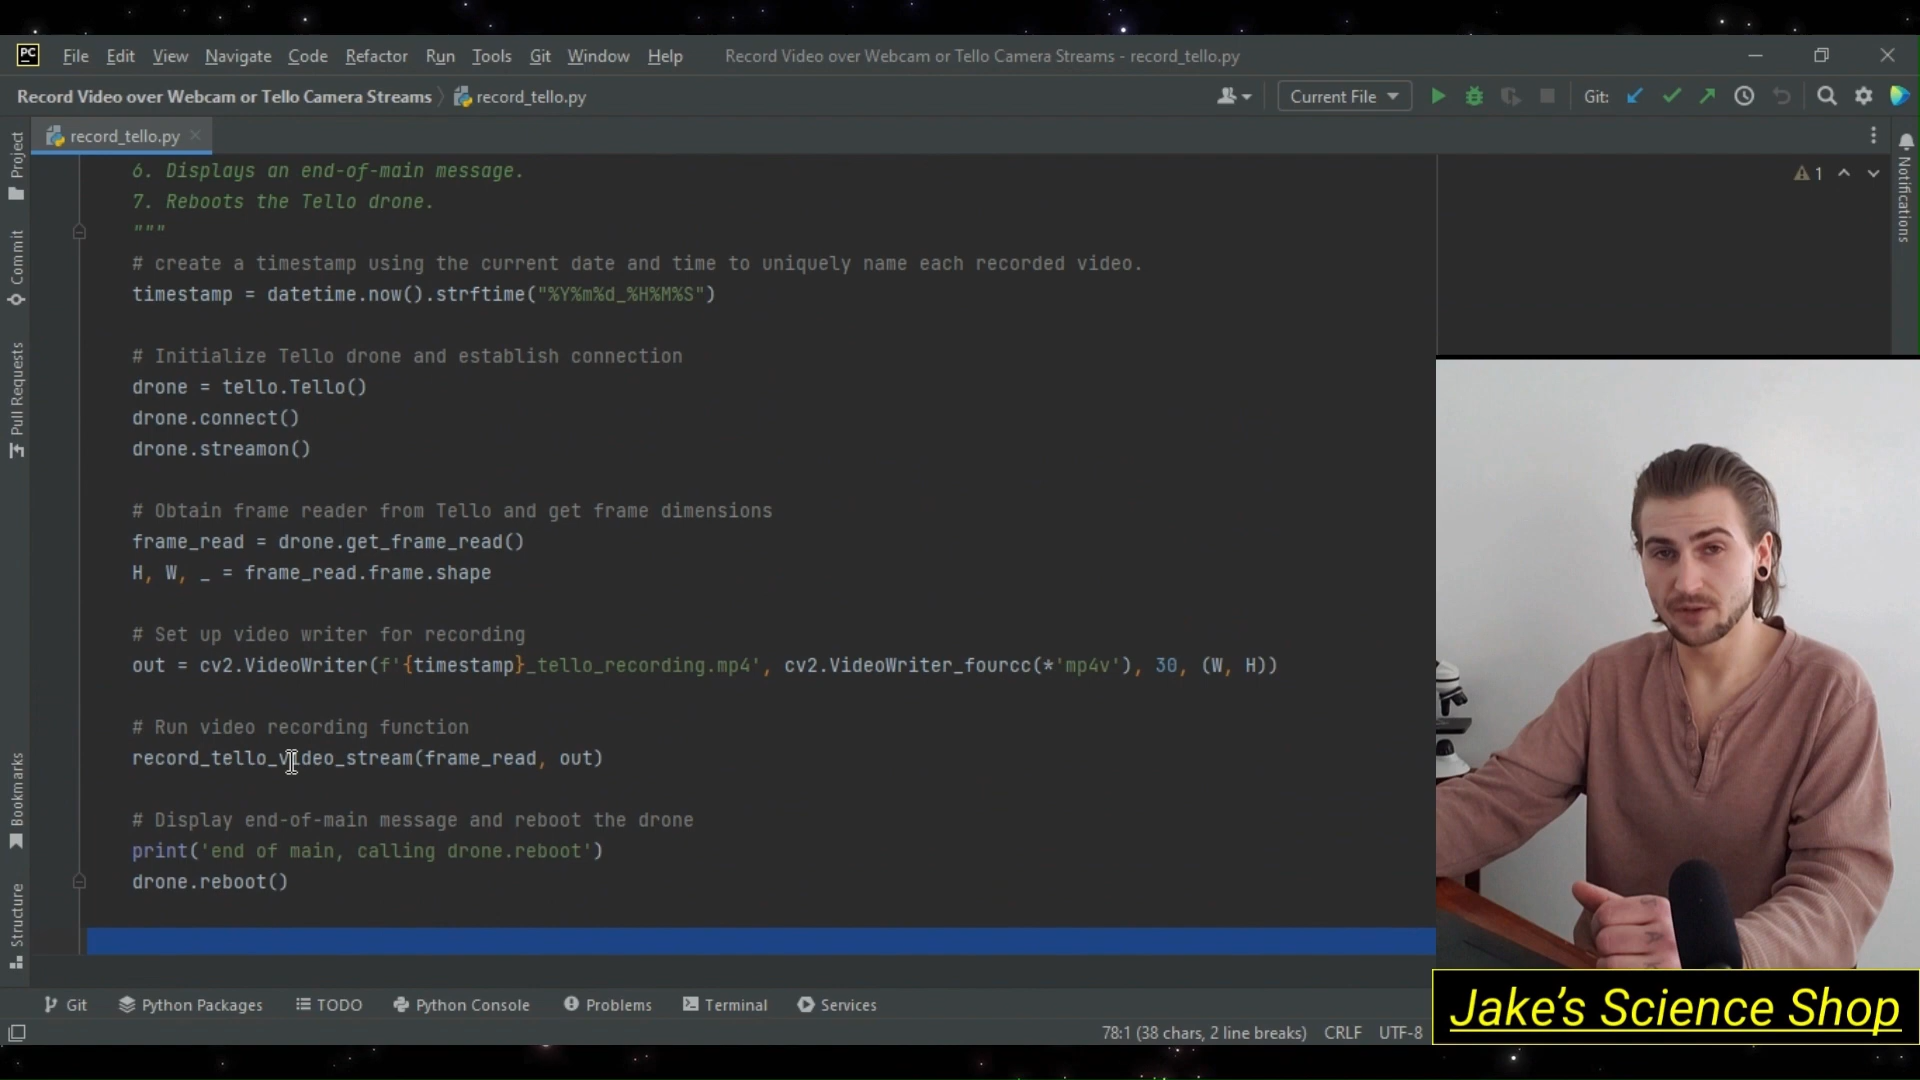 PC File Edit View Navigate Code Refactor Run Tools Git Window Help Record Video over Webcam or Tello Camera Streams - record_tello.py
Record Video over Webcam or Tello Camera Streams record_tello.py Current File Git:
record_tello.py
6. Displays an end-of-main message.
7. Reboots the Tello drone.
"""
# create a timestamp using the current date and time to uniquely name each recorded video.
timestamp = datetime.now().strftime("%Y%m%d_%H%M%S")
# Initialize Tello drone and establish connection
drone = tello.Tello()
drone.connect()
drone.streamon()
# Obtain frame reader from Tello and get frame dimensions
frame_read = drone.get_frame_read()
H, W, _ = frame_read.frame.shape
# Set up video writer for recording
out = cv2.VideoWriter(f'{timestamp}_tello_recording.mp4', cv2.VideoWriter_fourcc(*'mp4v'), 30, (W, H))
# Run video recording function
record_tello_video_stream(frame_read, out)
# Display end-of-main message and reboot the drone
print('end of main, calling drone.reboot')
drone.reboot()
1
Project
Commit
Pull Requests
Bookmarks
Structure
Notifications
Git Python Packages TODO Python Console Problems Terminal Services
78:1 (38 chars, 2 line breaks) CRLF UTF-8
Jake's Science Shop